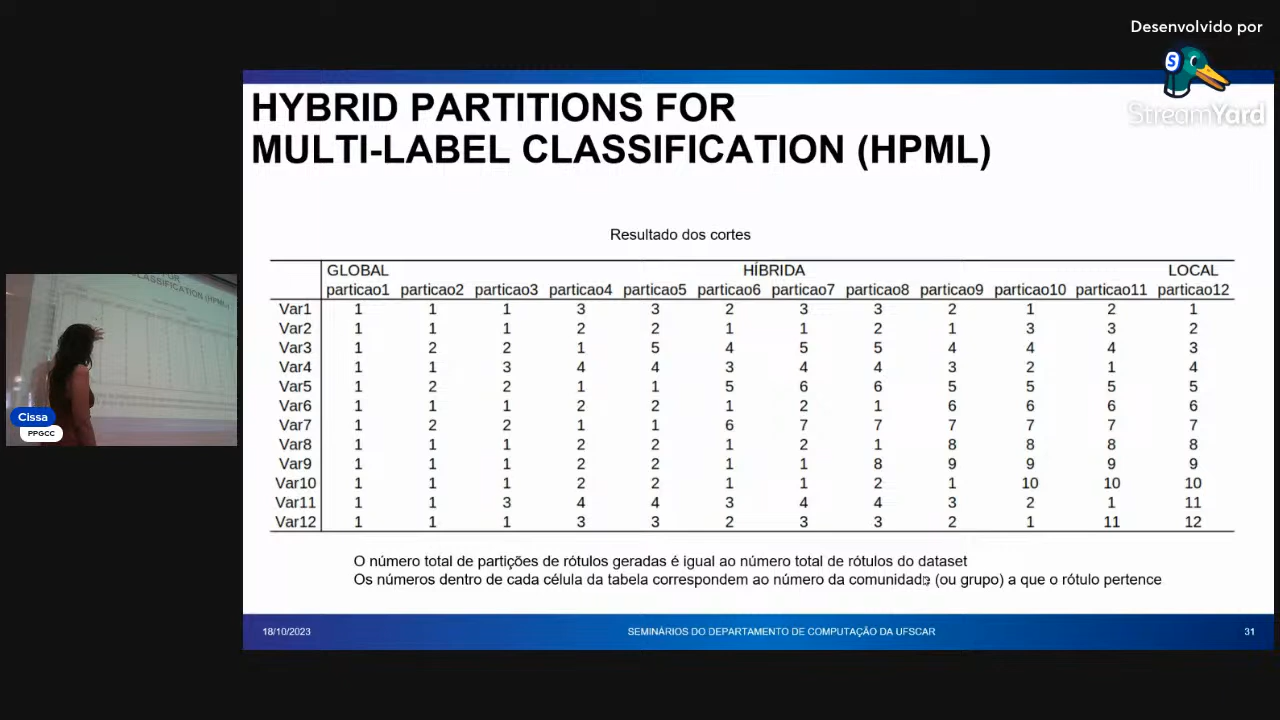 Desenvolvido por
StreamYard
HYBRID PARTITIONS FOR
MULTI-LABEL CLASSIFICATION (HPML)
Resultado dos cortes
GLOBAL HÍBRIDA LOCAL
particao1 particao2 particao3 particao4 particao5 particao6 particao7 particao8 particao9 particao10 particao11 particao12
Var1 1 1 1 3 3 2 3 3 2 1 2 1
Var2 1 1 1 2 2 1 1 2 1 3 3 2
Var3 1 2 2 1 5 4 5 5 4 4 4 3
Var4 1 1 3 4 4 3 4 4 3 2 1 4
Var5 1 2 2 1 1 5 6 6 5 5 5 5
Var6 1 1 1 2 2 1 2 1 6 6 6 6
Var7 1 2 2 1 1 6 7 7 7 7 7 7
Var8 1 1 1 2 2 1 2 1 8 8 8 8
Var9 1 1 1 2 2 1 1 8 9 9 9 9
Var10 1 1 1 2 2 1 1 2 1 10 10 10
Var11 1 1 3 4 4 3 4 4 3 2 1 11
Var12 1 1 1 3 3 2 3 3 2 1 11 12
O número total de partições de rótulos geradas é igual ao número total de rótulos do dataset
Os números dentro de cada célula da tabela correspondem ao número da comunidade (ou grupo) a que o rótulo pertence
18/10/2023 SEMINÁRIOS DO DEPARTAMENTO DE COMPUTAÇÃO DA UFSCAR 31
CLASSIFICATION (HPML)
Cissa
PPGCC